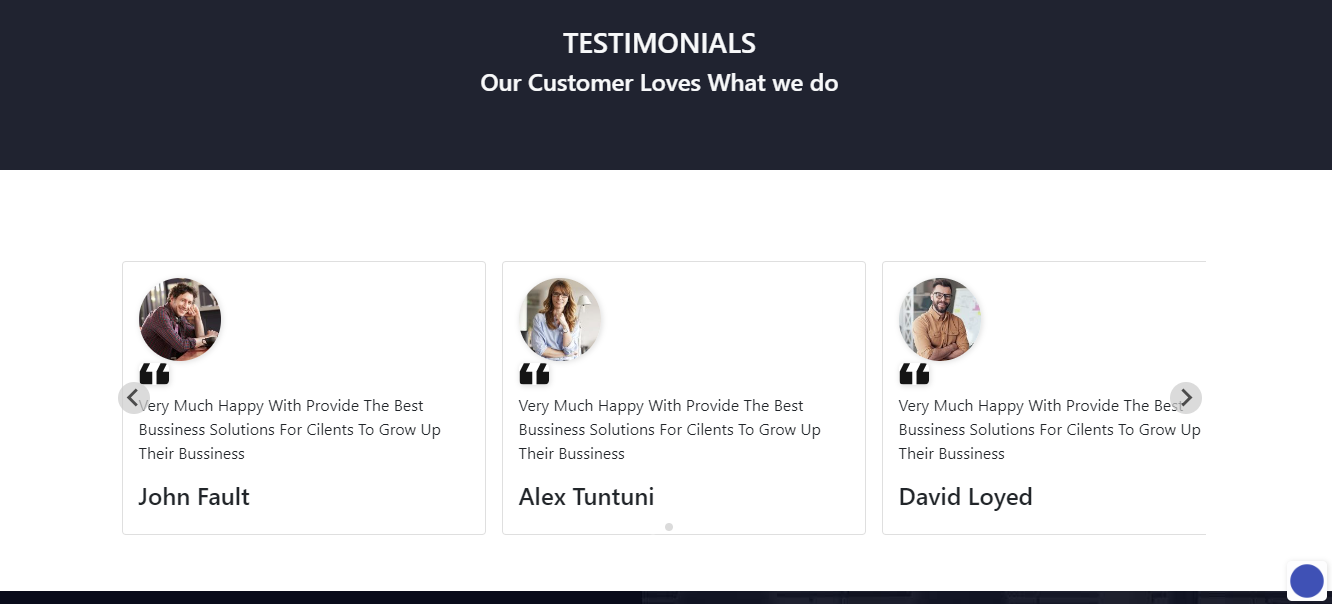 TESTIMONIALS
Our Customer Loves What we do
Very Much Happy With Provide The Best
Bussiness Solutions For Cilents To Grow Up
Their Bussiness
John Fault
Very Much Happy With Provide The Best
Bussiness Solutions For Cilents To Grow Up
Their Bussiness
Alex Tuntuni
Very Much Happy With Provide The Best
Bussiness Solutions For Cilents To Grow Up
Their Bussiness
David Loyed